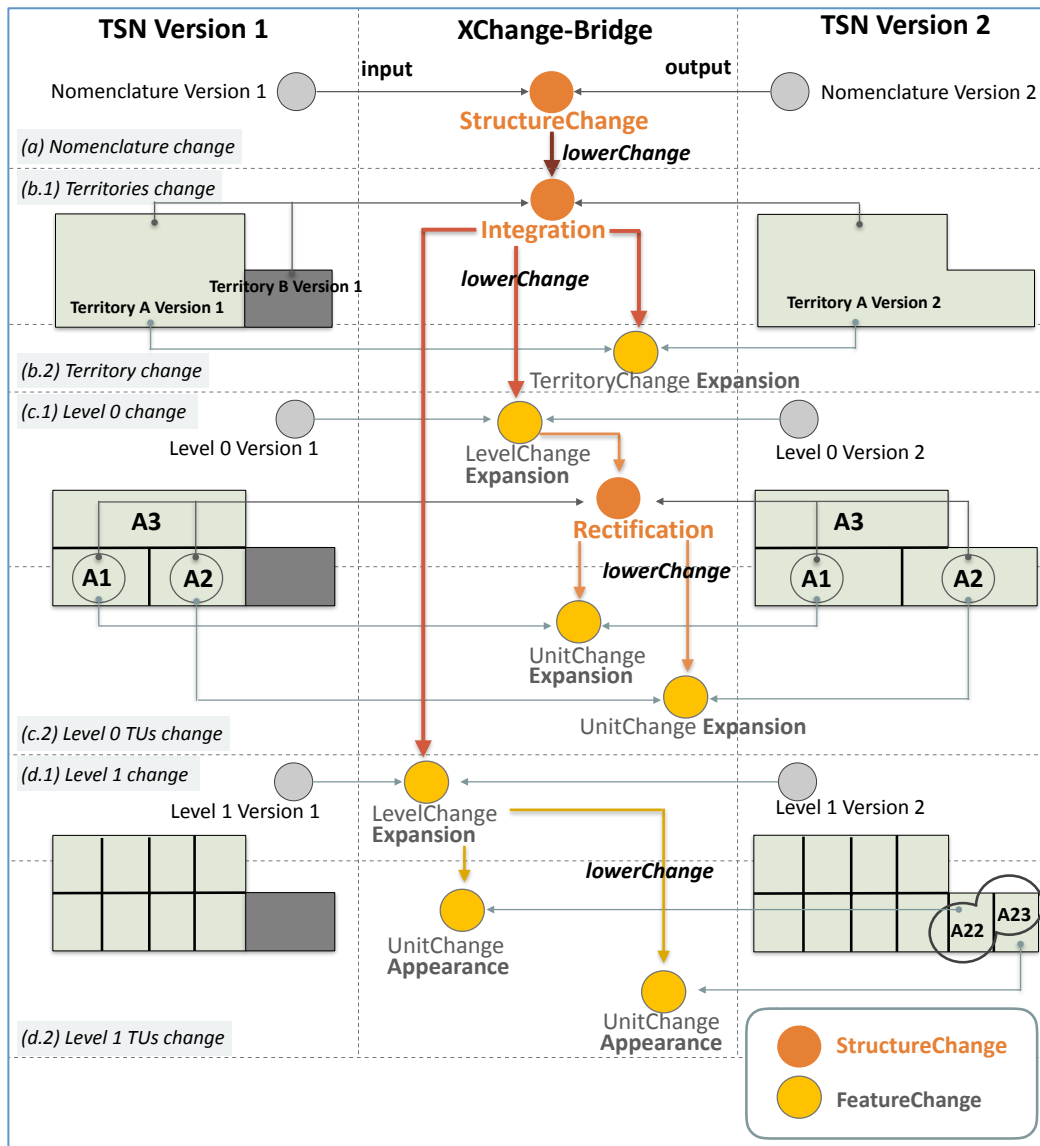 TSN Version 1
XChange-Bridge
TSN Version 2
input
output
Nomenclature Version 1
Nomenclature Version 2
StructureChange
(a) Nomenclature change
lowerChange
(b.1) Territories change
Integration
lowerChange
Territory B Version 1
Territory A Version 1
Territory A Version 2
(b.2) Territory change
TerritoryChange Expansion
(c.1) Level 0 change
Level 0 Version 1
Level 0 Version 2
LevelChange
Expansion
A3
A3
Rectification
A1
A2
lowerChange
A1
A2
UnitChange
Expansion
UnitChange Expansion
(c.2) Level 0 TUs change
(d.1) Level 1 change
Level 1 Version 1
Level 1 Version 2
LevelChange
Expansion
lowerChange
A22
A23
UnitChange
Appearance
UnitChange
Appearance
(d.2) Level 1 TUs change
StructureChange
FeatureChange